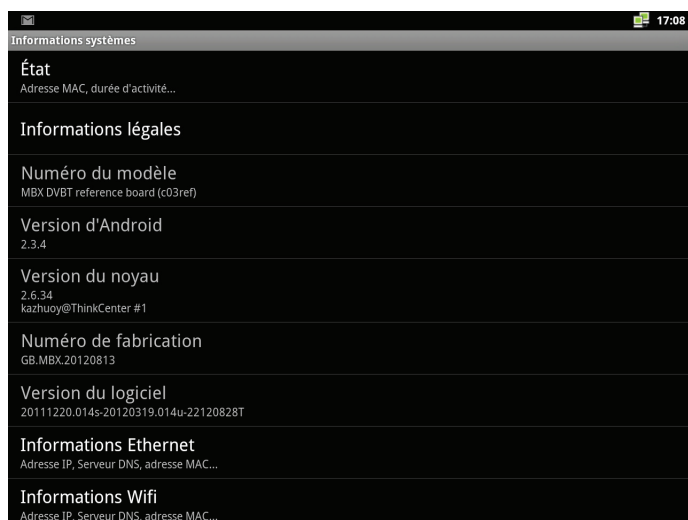 17:08
Informations systèmes
État
Adresse MAC, durée d'activité...
Informations légales
Numéro du modèle
MBX DVBT reference board (c03ref)
Version d'Android
2.3.4
Version du noyau
2.6.34
kazhuoy@ThinkCenter #1
Numéro de fabrication
GB.MBX.20120813
Version du logiciel
20111220.014s-20120319.014u-22120828T
Informations Ethernet
Adresse IP, Serveur DNS, adresse MAC...
Informations Wifi
Adresse IP, Serveur DNS, adresse MAC...